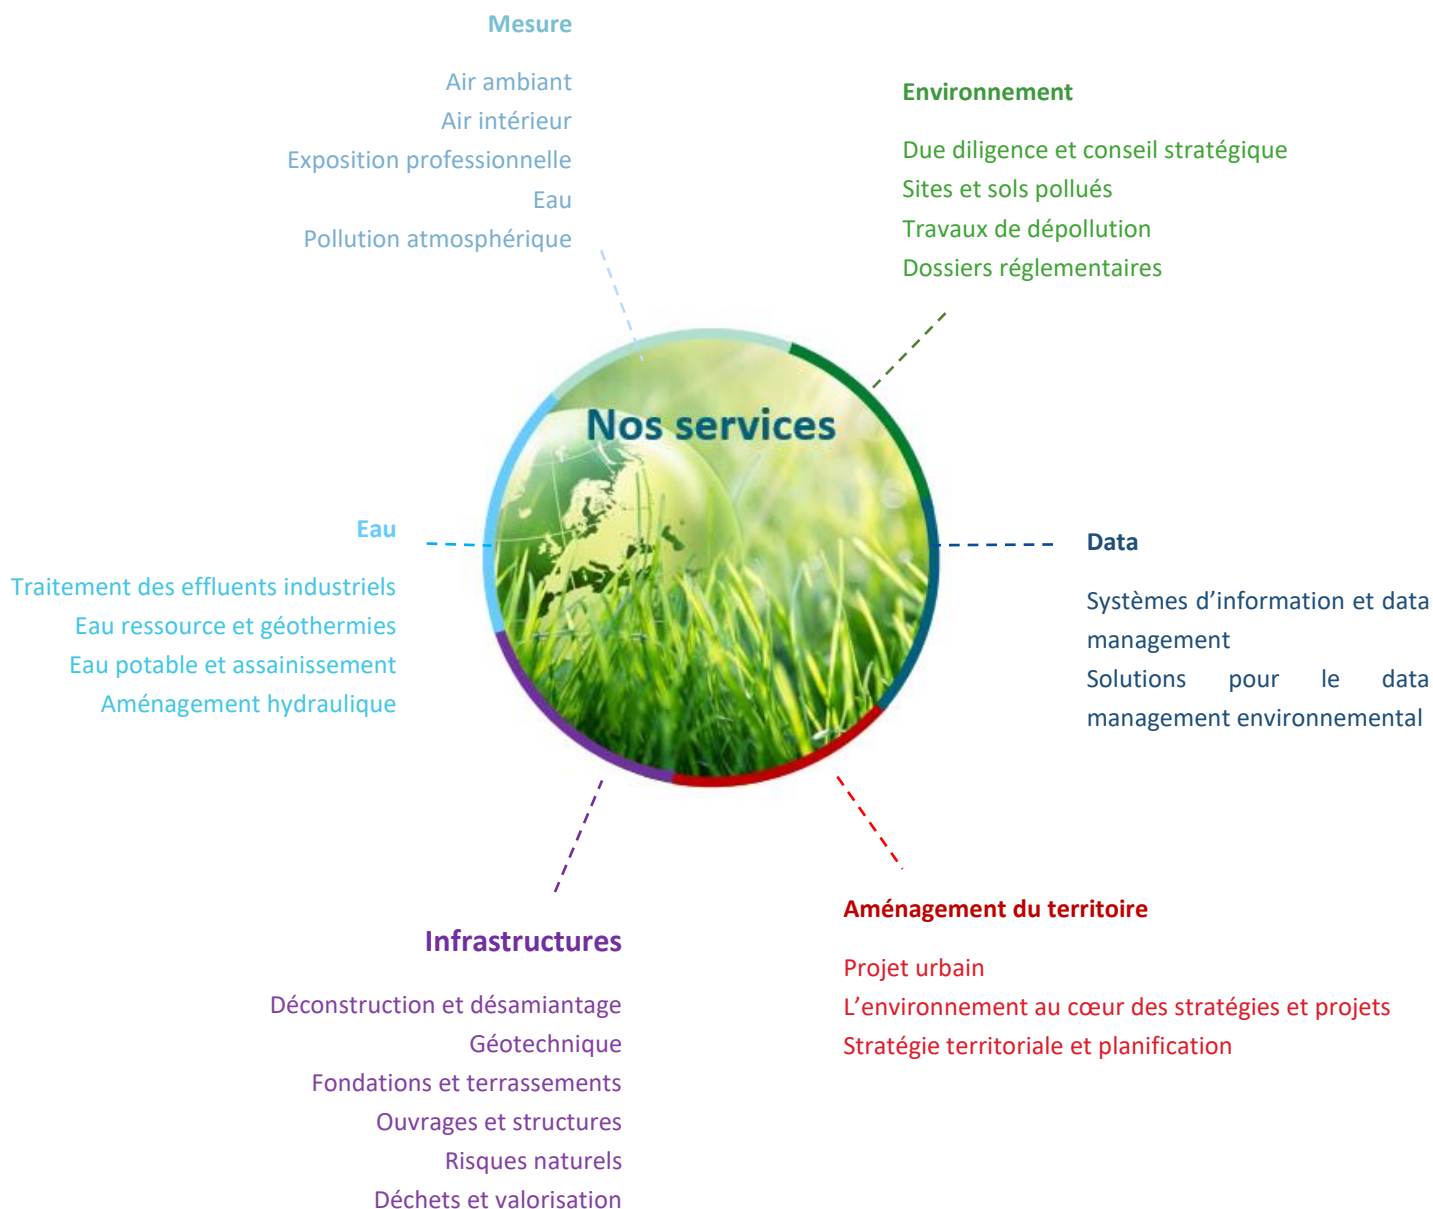 Mesure
Air ambiant
Air intérieur
Exposition professionnelle
Eau
Pollution atmosphérique
Environnement
Due diligence et conseil stratégique
Sites et sols pollués
Travaux de dépollution
Dossiers réglementaires
Nos services
Eau
Traitement des effluents industriels
Eau ressource et géothermies
Eau potable et assainissement
Aménagement hydraulique
Data
Systèmes d’information et data
management
Solutions pour le data
management environnemental
Infrastructures
Déconstruction et désamiantage
Géotechnique
Fondations et terrassements
Ouvrages et structures
Risques naturels
Déchets et valorisation
Aménagement du territoire
Projet urbain
L’environnement au cœur des stratégies et projets
Stratégie territoriale et planification